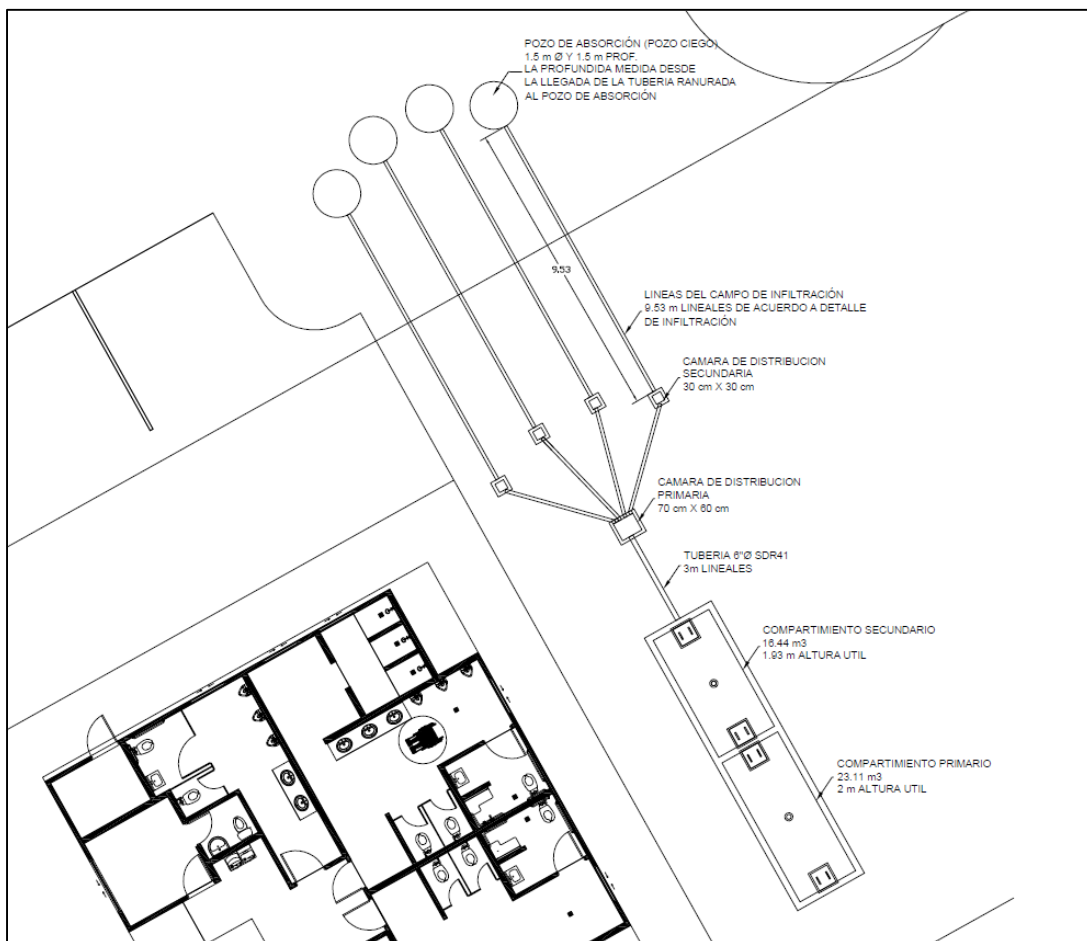 POZO DE ABSORCIÓN (POZO CIEGO)
1.5 m Ø Y 1.5 m PROF.
LA PROFUNDIDA MEDIDA DESDE
LA LLEGADA DE LA TUBERIA RANURADA
AL POZO DE ABSORCIÓN
9.53
LINEAS DEL CAMPO DE INFILTRACIÓN
9.53 m LINEALES DE ACUERDO A DETALLE
DE INFILTRACIÓN
CAMARA DE DISTRIBUCION
SECUNDARIA
30 cm X 30 cm
CAMARA DE DISTRIBUCION
PRIMARIA
70 cm X 60 cm
TUBERIA 6"Ø SDR41
3m LINEALES
COMPARTIMIENTO SECUNDARIO
16.44 m3
1.93 m ALTURA UTIL
COMPARTIMIENTO PRIMARIO
23.11 m3
2 m ALTURA UTIL